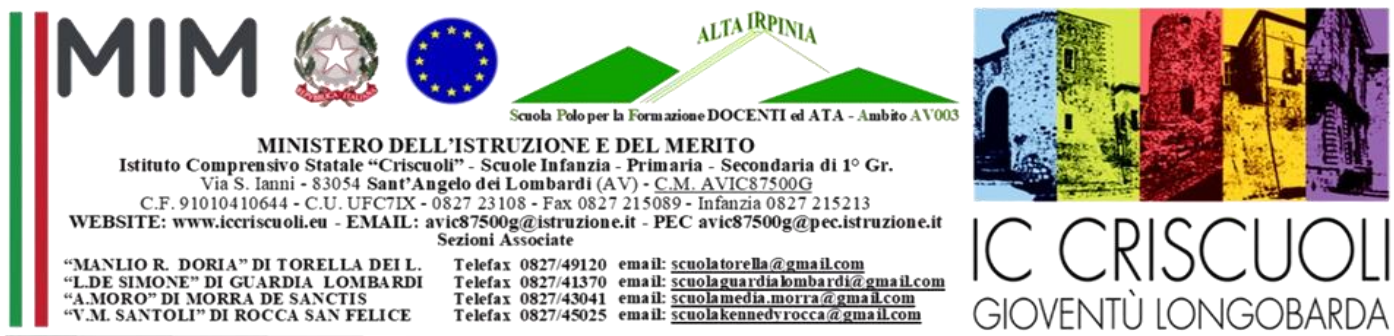 MIM
REPVBBLICA ITALIANA
ALTA IRPINIA
Scuola Polo per la Formazione DOCENTI ed ATA - Ambito AV003
MINISTERO DELL'ISTRUZIONE E DEL MERITO
Istituto Comprensivo Statale “Criscuoli” - Scuole Infanzia - Primaria - Secondaria di 1° Gr.
Via S. Ianni - 83054 Sant'Angelo dei Lombardi (AV) - C.M. AVIC87500G
C.F. 91010410644 - C.U. UFC7IX - 0827 23108 - Fax 0827 215089 - Infanzia 0827 215213
WEBSITE: www.iccriscuoli.eu - EMAIL: avic87500g@istruzione.it - PEC avic87500g@pec.istruzione.it
Sezioni Associate
“MANLIO R. DORIA” DI TORELLA DEI L. Telefax 0827/49120 email: scuolatorella@gmail.com
“L.DE SIMONE” DI GUARDIA LOMBARDI Telefax 0827/41370 email: scuolaguardialombardi@gmail.com
“A.MORO” DI MORRA DE SANCTIS Telefax 0827/43041 email: scuolamedia.morra@gmail.com
“V.M. SANTOLI” DI ROCCA SAN FELICE Telefax 0827/45025 email: scuolakennedyrocca@gmail.com
IC CRISCUOLI
GIOVENTÙ LONGOBARDA